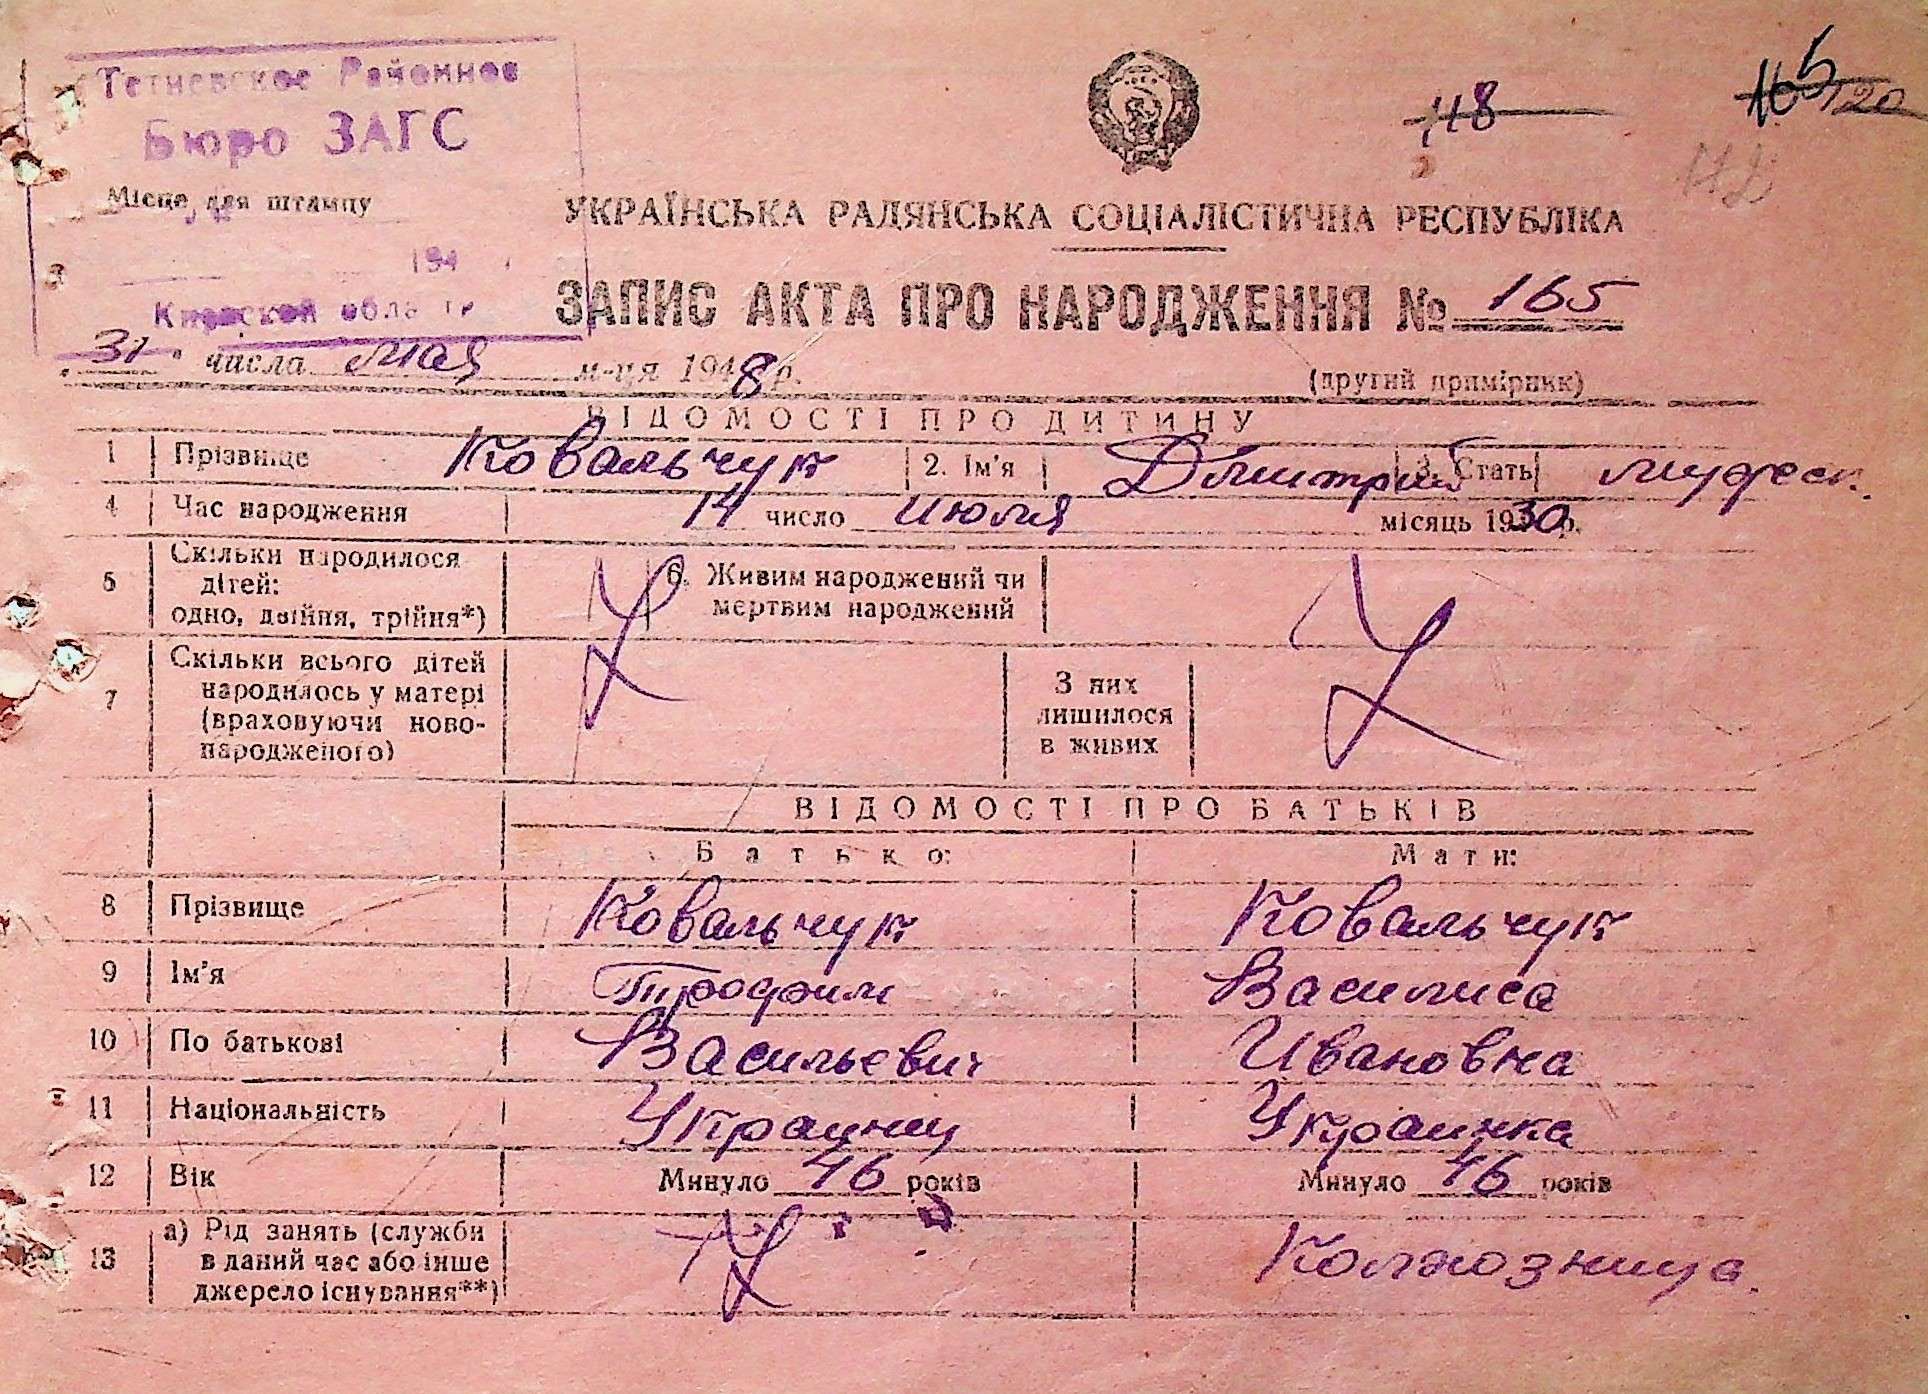 Тетиевское Районное
Бюро ЗАГС
Місце для штампу
194
Киевской области
148
165
120
УКРАЇНСЬКА РАДЯНСЬКА СОЦІАЛІСТИЧНА РЕСПУБЛІКА
ЗАПИС АКТА ПРО НАРОДЖЕННЯ № 165
31 числа мая м-ця 1948 р.
(другий примірник)
ВІДОМОСТІ ПРО ДИТИНУ
1 Прізвище Ковальчук 2. Ім'я Дмитрий 3. Стать мужск.
4 Час народження 14 число июля місяць 1930 р.
5 Скільки народилося дітей: одно, двійня, трійня*) 6. Живим народжений чи мертвим народжений
7 Скільки всього дітей народилось у матері (враховуючи новонародженого) З них лишилося в живих
ВІДОМОСТІ ПРО БАТЬКІВ
Батько: Мати:
8 Прізвище Ковальчук Ковальчук
9 Ім'я Трофим Василиса
10 По батькові Васильевич Ивановна
11 Національність Украинец Украинка
12 Вік Минуло 46 років Минуло 46 років
13 а) Рід занять (служби в даний час або інше джерело існування**) Колхозница.